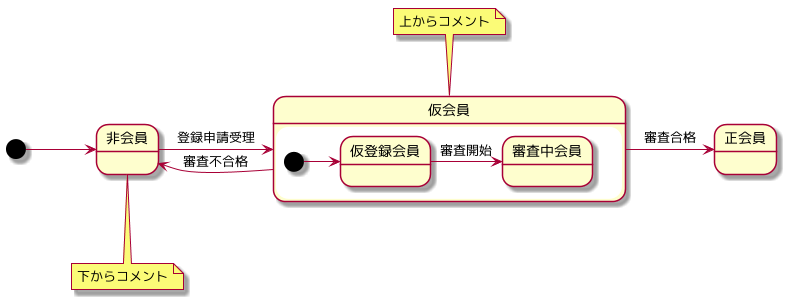 上からコメント
仮会員
非会員
登録申請受理
審査不合格
仮登録会員
審査開始
審査中会員
審査合格
正会員
下からコメント